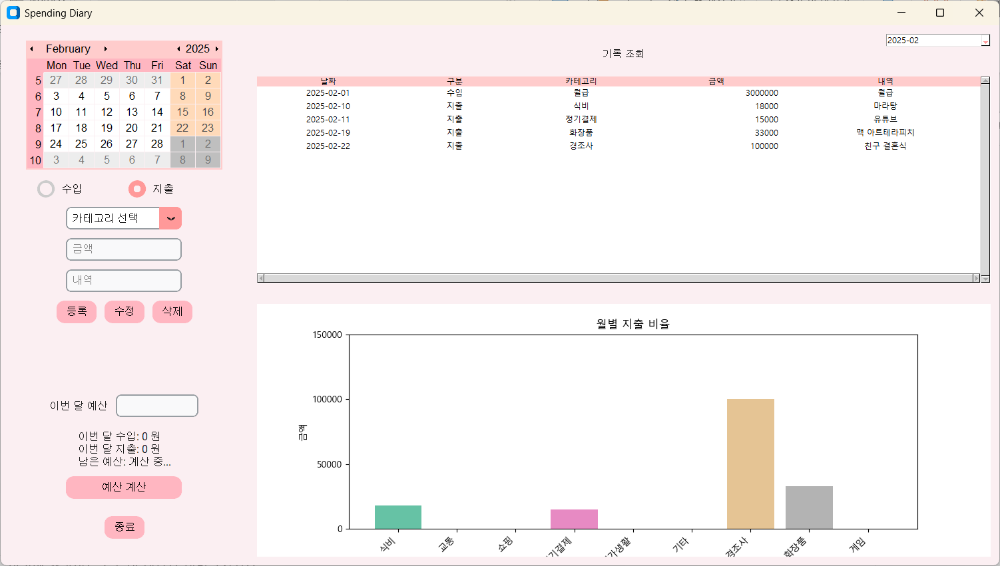 Spending Diary
February 2025
Mon Tue Wed Thu Fri Sat Sun
5 27 28 29 30 31 1 2
6 3 4 5 6 7 8 9
7 10 11 12 13 14 15 16
8 17 18 19 20 21 22 23
9 24 25 26 27 28 1 2
10 3 4 5 6 7 8 9
수입 지출
카테고리 선택
금액
내역
등록 수정 삭제
이번 달 예산
이번 달 수입: 0 원
이번 달 지출: 0 원
남은 예산: 계산 중...
예산 계산
종료
2025-02
기록 조회
날짜 구분 카테고리 금액 내역
2025-02-01 수입 월급 3000000 월급
2025-02-10 지출 식비 18000 마라탕
2025-02-11 지출 정기결제 15000 유튜브
2025-02-19 지출 화장품 33000 맥 아트테라피치
2025-02-22 지출 경조사 100000 친구 결혼식
월별 지출 비율
150000
100000
50000
0
금액
식비 교통 쇼핑 기결제 가생활 기타 경조사 화장품 게임